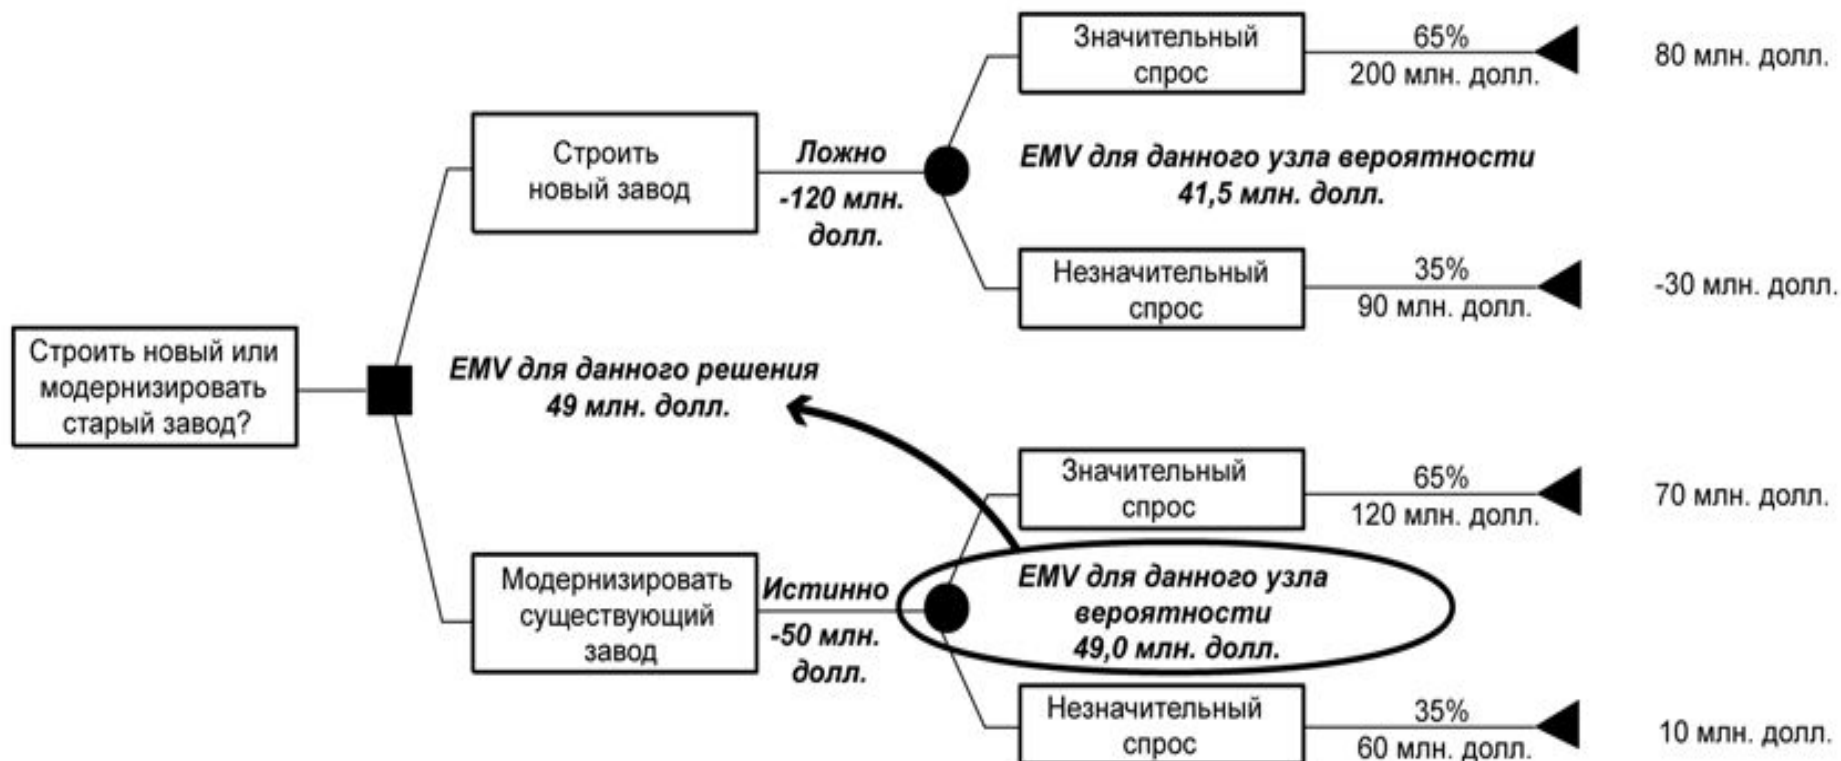 Значительный
спрос
65%
200 млн. долл.
80 млн. долл.
Строить
новый завод
Ложно
-120 млн.
долл.
EMV для данного узла вероятности
41,5 млн. долл.
Незначительный
спрос
35%
90 млн. долл.
-30 млн. долл.
Строить новый или
модернизировать
старый завод?
EMV для данного решения
49 млн. долл.
Значительный
спрос
65%
120 млн. долл.
70 млн. долл.
Модернизировать
существующий
завод
Истинно
-50 млн.
долл.
EMV для данного узла
вероятности
49,0 млн. долл.
Незначительный
спрос
35%
60 млн. долл.
10 млн. долл.